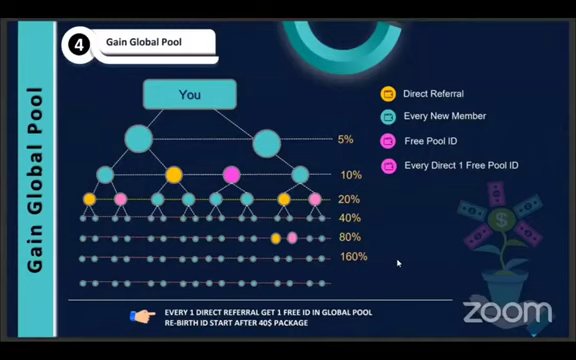 4
Gain Global Pool
Gain Global Pool
You
5%
10%
20%
40%
80%
160%
Direct Referral
Every New Member
Free Pool ID
Every Direct 1 Free Pool ID
$
EVERY 1 DIRECT REFERRAL GET 1 FREE ID IN GLOBAL POOL
RE-BIRTH ID START AFTER 40$ PACKAGE
zoom